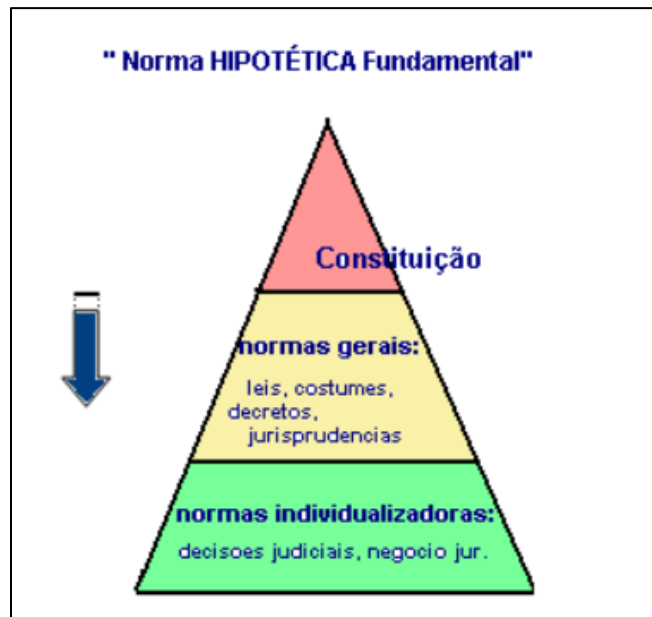 " Norma HIPOTÉTICA Fundamental"
Constituição
normas gerais:
leis, costumes,
decretos,
jurisprudencias
normas individualizadoras:
decisoes judiciais, negocio jur.